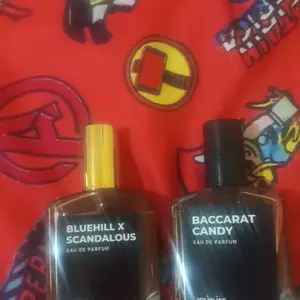 BLUEHILL X
SCANDALOUS
EAU DE PARFUM
BACCARAT
CANDY
EAU DE PARFUM